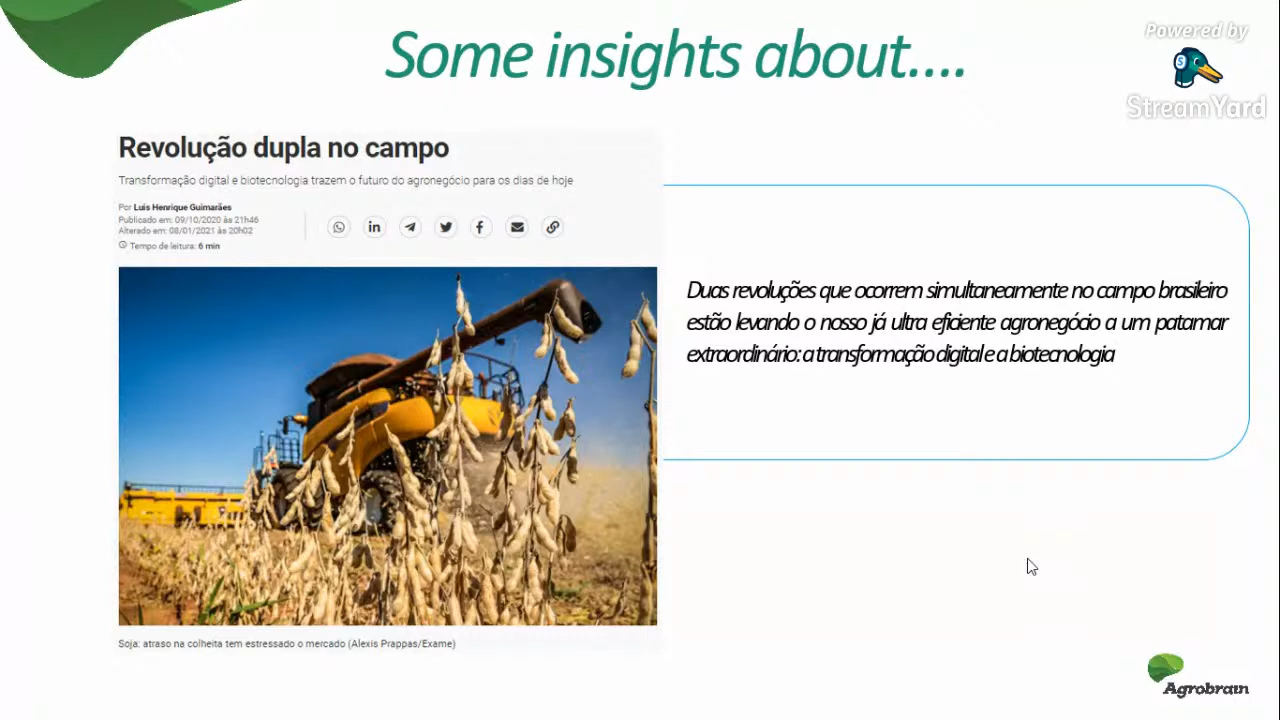 Some insights about....
Powered by
StreamYard
Revolução dupla no campo
Transformação digital e biotecnologia trazem o futuro do agronegócio para os dias de hoje
Por Luis Henrique Guimarães
Publicado em: 09/10/2020 às 21h46
Alterado em: 08/01/2021 às 20h02
Tempo de leitura: 6 min
Duas revoluções que ocorrem simultaneamente no campo brasileiro
estão levando o nosso já ultra eficiente agronegócio a um patamar
extraordinário: a transformação digital e a biotecnologia
Soja: atraso na colheita tem estressado o mercado (Alexis Prappas/Exame)
Agrobrain